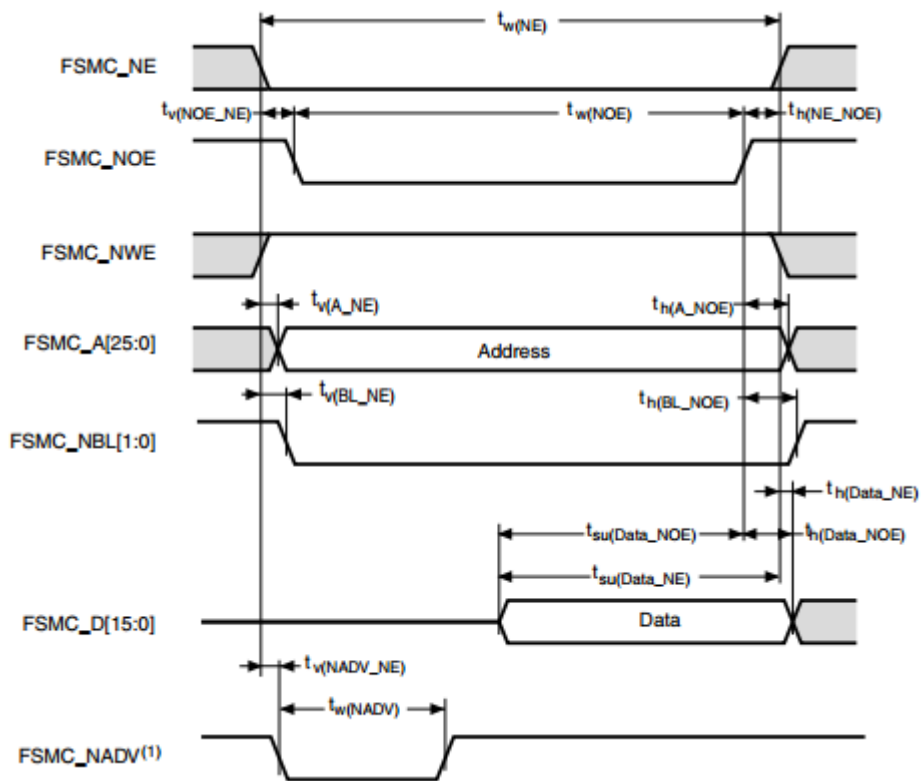 tw(NE)
FSMC_NE
tv(NOE_NE)
tw(NOE)
th(NE_NOE)
FSMC_NOE
FSMC_NWE
tv(A_NE)
th(A_NOE)
FSMC_A[25:0]
Address
tv(BL_NE)
th(BL_NOE)
FSMC_NBL[1:0]
th(Data_NE)
tsu(Data_NOE)
th(Data_NOE)
tsu(Data_NE)
FSMC_D[15:0]
Data
tv(NADV_NE)
tw(NADV)
FSMC_NADV(1)